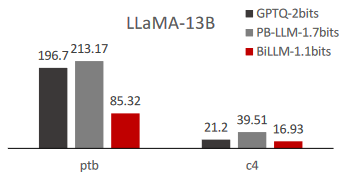 LLaMA-13B
GPTQ-2bits
PB-LLM-1.7bits
BiLLM-1.1bits
196.7
213.17
85.32
21.2
39.51
16.93
ptb
c4